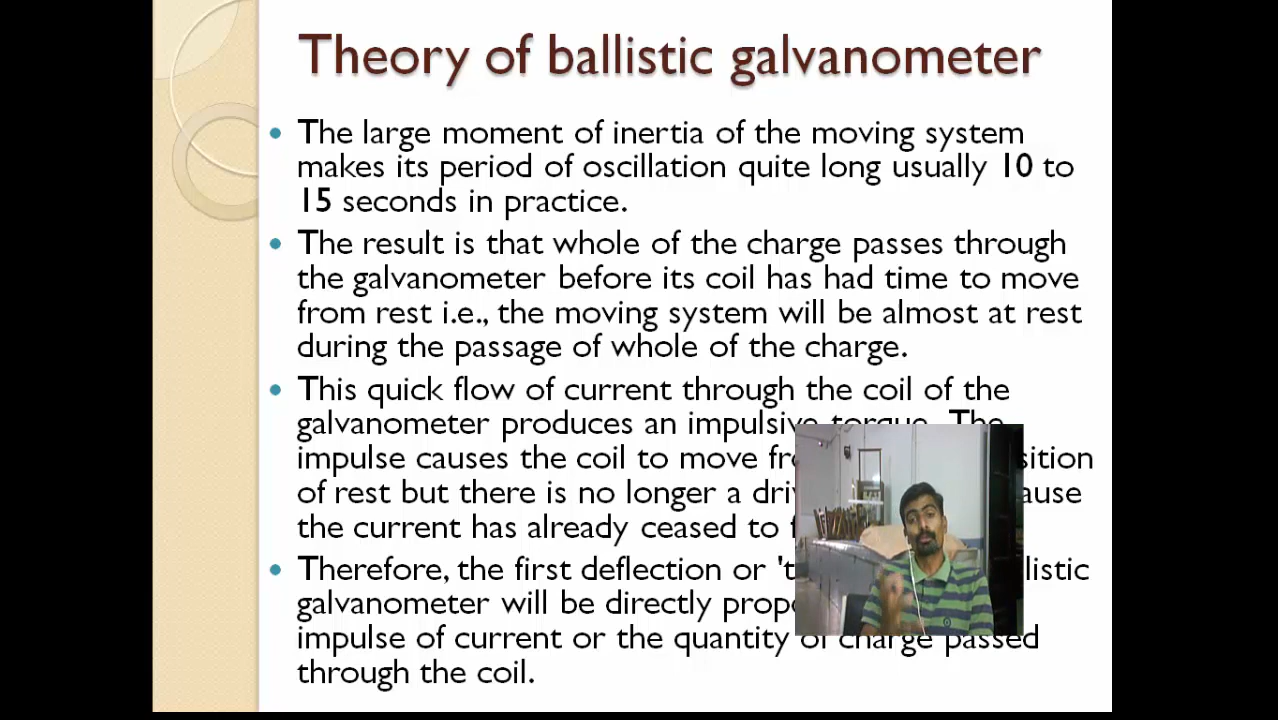 Theory of ballistic galvanometer
The large moment of inertia of the moving system
makes its period of oscillation quite long usually 10 to
15 seconds in practice.
The result is that whole of the charge passes through
the galvanometer before its coil has had time to move
from rest i.e., the moving system will be almost at rest
during the passage of whole of the charge.
This quick flow of current through the coil of the
galvanometer produces an impulsive torque. The
impulse causes the coil to move
of rest but there is no longer a
the current has already ceased to
Therefore, the first deflection or
galvanometer will be directly
impulse of current or the quantity of charge passed
through the coil.